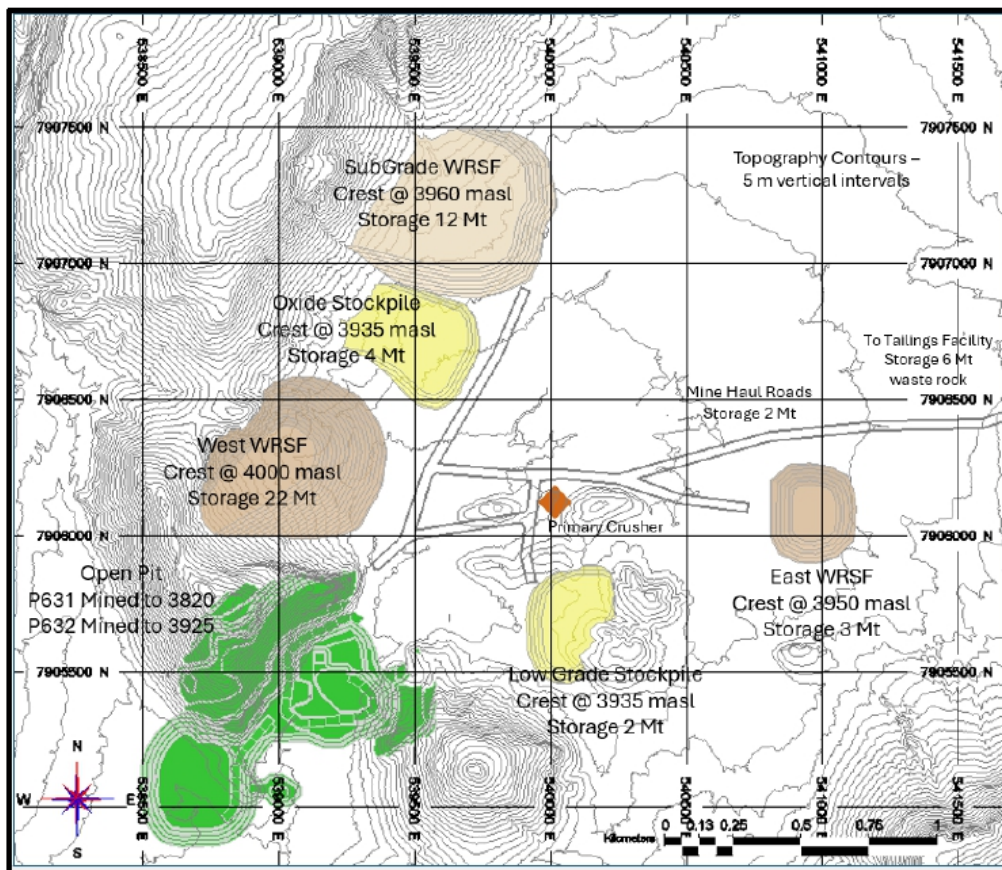 538500 E
539000 E
539500 E
540000 E
540000 E
541000 E
541500 E
7907500 N
7907500 N
SubGrade WRSF
Crest @ 3960 masl
Storage 12 Mt
Topography Contours –
5 m vertical intervals
7907000 N
7907000 N
Oxide Stockpile
Crest @ 3935 masl
Storage 4 Mt
To Tailings Facility
Storage 6 Mt
waste rock
Mine Haul Roads
Storage 2 Mt
7906500 N
7906500 N
West WRSF
Crest @ 4000 masl
Storage 22 Mt
Primary Crusher
7906000 N
7906000 N
Open Pit
P631 Mined to 3820
P632 Mined to 3925
East WRSF
Crest @ 3950 masl
Storage 3 Mt
7905500 N
7905500 N
Low Grade Stockpile
Crest @ 3935 masl
Storage 2 Mt
N
W
E
S
539000 E
539500 E
540000 E
540000 E
541000 E
541500 E
Kilometers
0
0.13
0.25
0.5
0.75
1